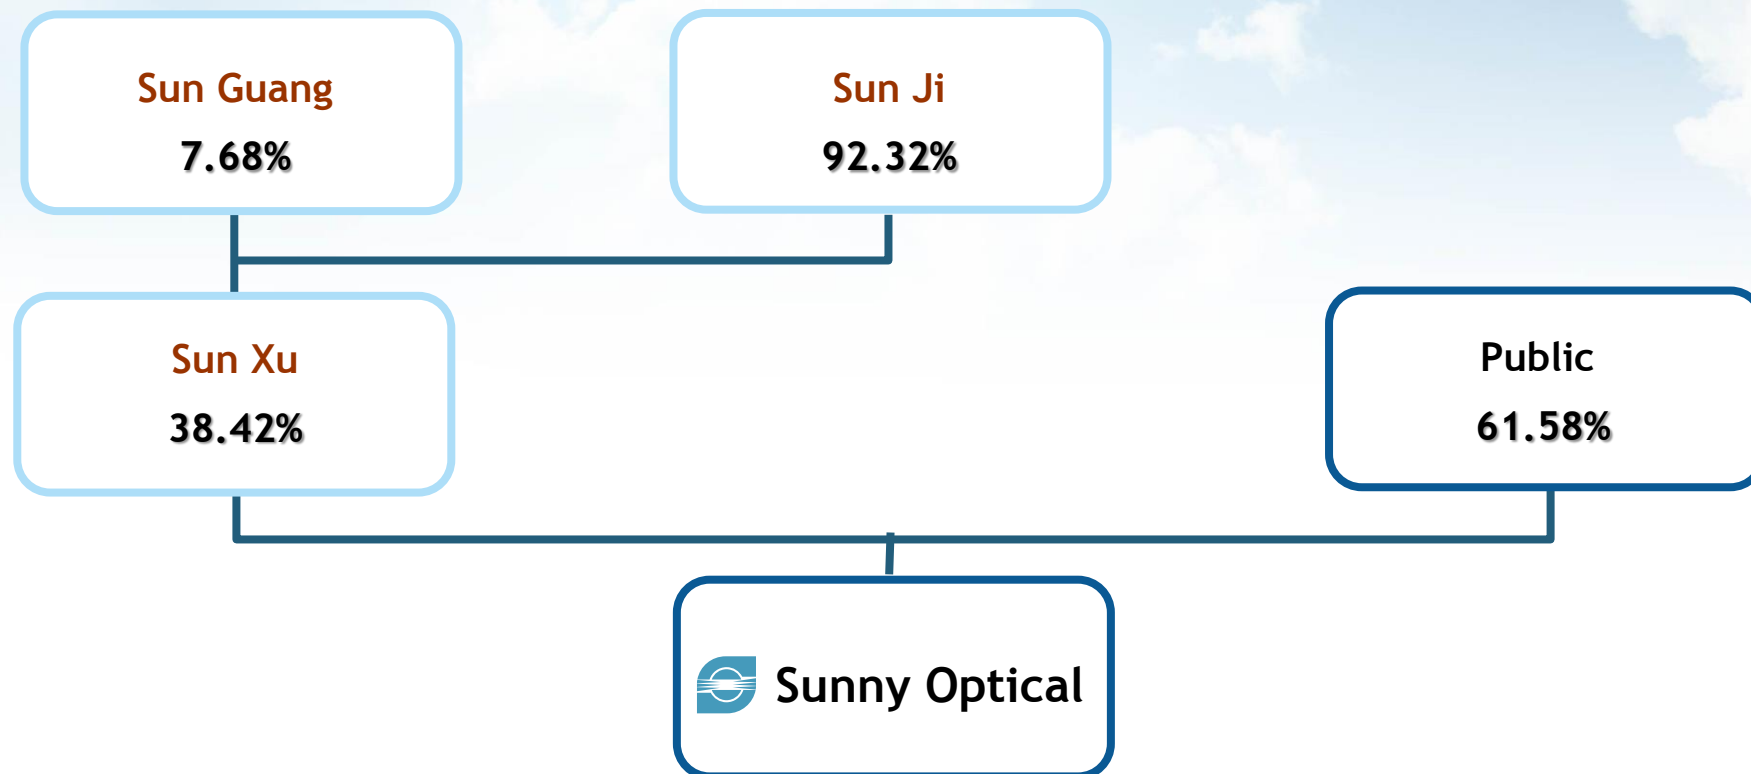 Sun Guang
7.68%
Sun Ji
92.32%
Sun Xu
38.42%
Public
61.58%
Sunny Optical